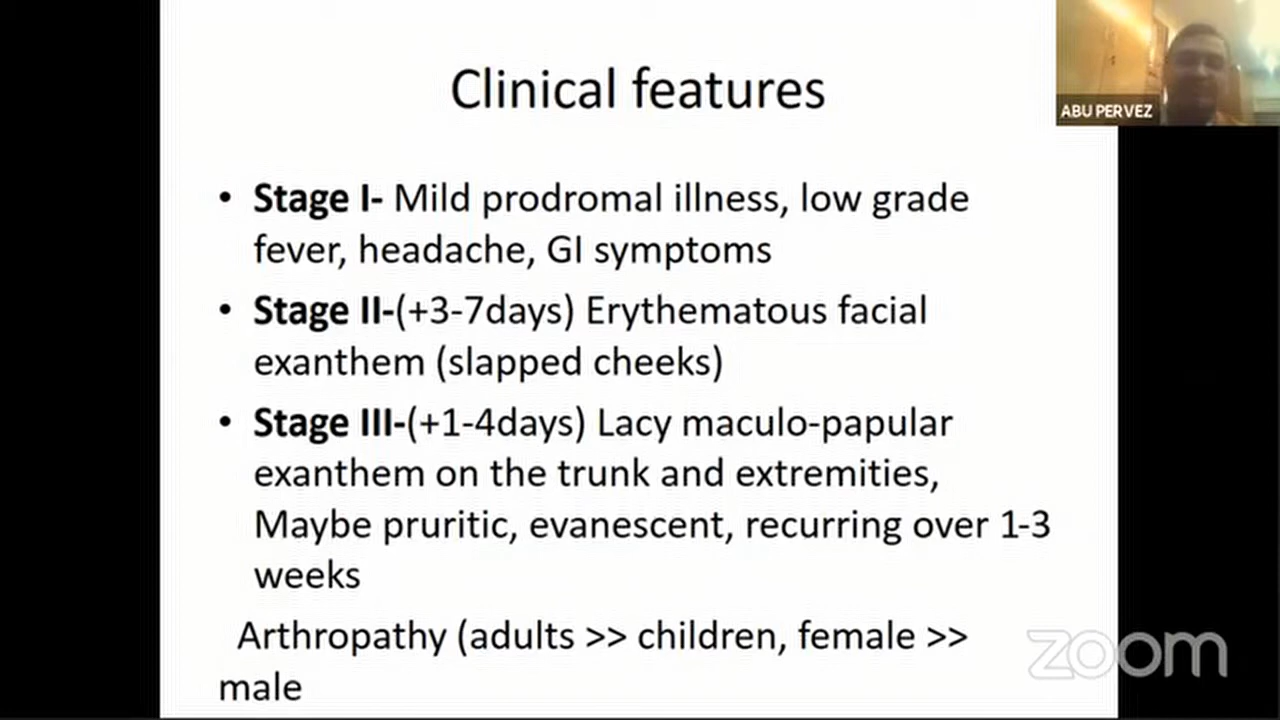 Clinical features
ABU PERVEZ
• Stage I- Mild prodromal illness, low grade
fever, headache, GI symptoms
• Stage II-(+3-7days) Erythematous facial
exanthem (slapped cheeks)
• Stage III-(+1-4days) Lacy maculo-papular
exanthem on the trunk and extremities,
Maybe pruritic, evanescent, recurring over 1-3
weeks
Arthropathy (adults >> children, female >>
male
zoom